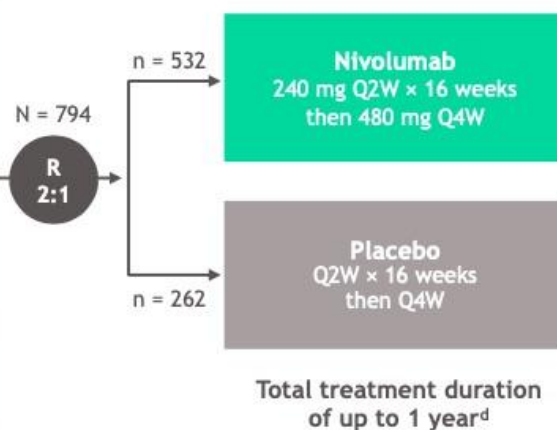 n = 532
Nivolumab
240 mg Q2W × 16 weeks
then 480 mg Q4W
N = 794
R
2:1
Placebo
Q2W × 16 weeks
then Q4W
n = 262
Total treatment duration
of up to 1 yearᵈ